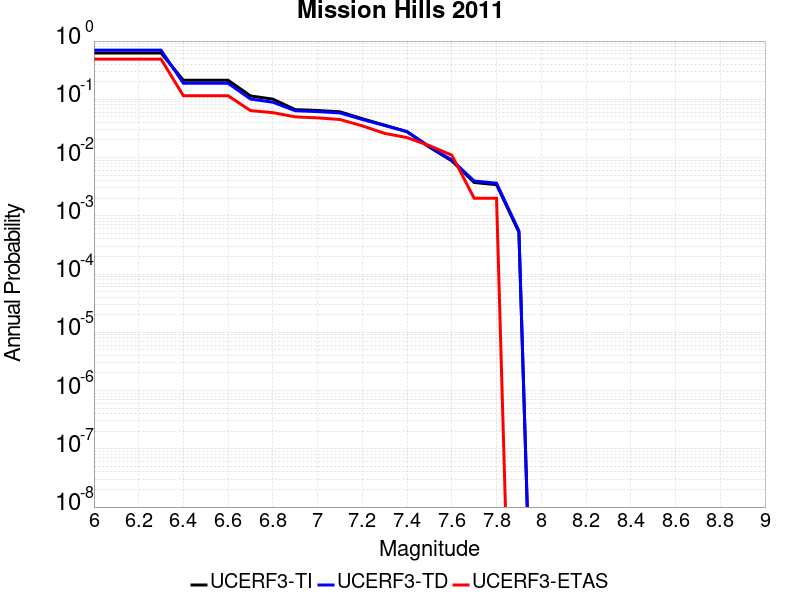 Mission Hills 2011
10^0
10^-1
10^-2
10^-3
10^-4
10^-5
10^-6
10^-7
10^-8
Annual Probability
6 6.2 6.4 6.6 6.8 7 7.2 7.4 7.6 7.8 8 8.2 8.4 8.6 8.8 9
Magnitude
UCERF3-TI UCERF3-TD UCERF3-ETAS